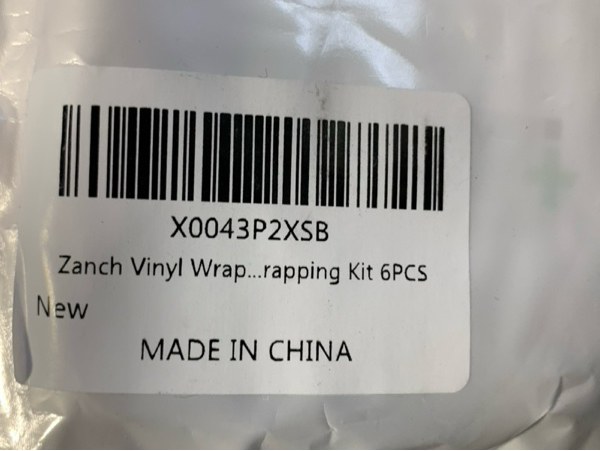 X0043P2XSB
Zanch Vinyl Wrap...rapping Kit 6PCS
New
MADE IN CHINA